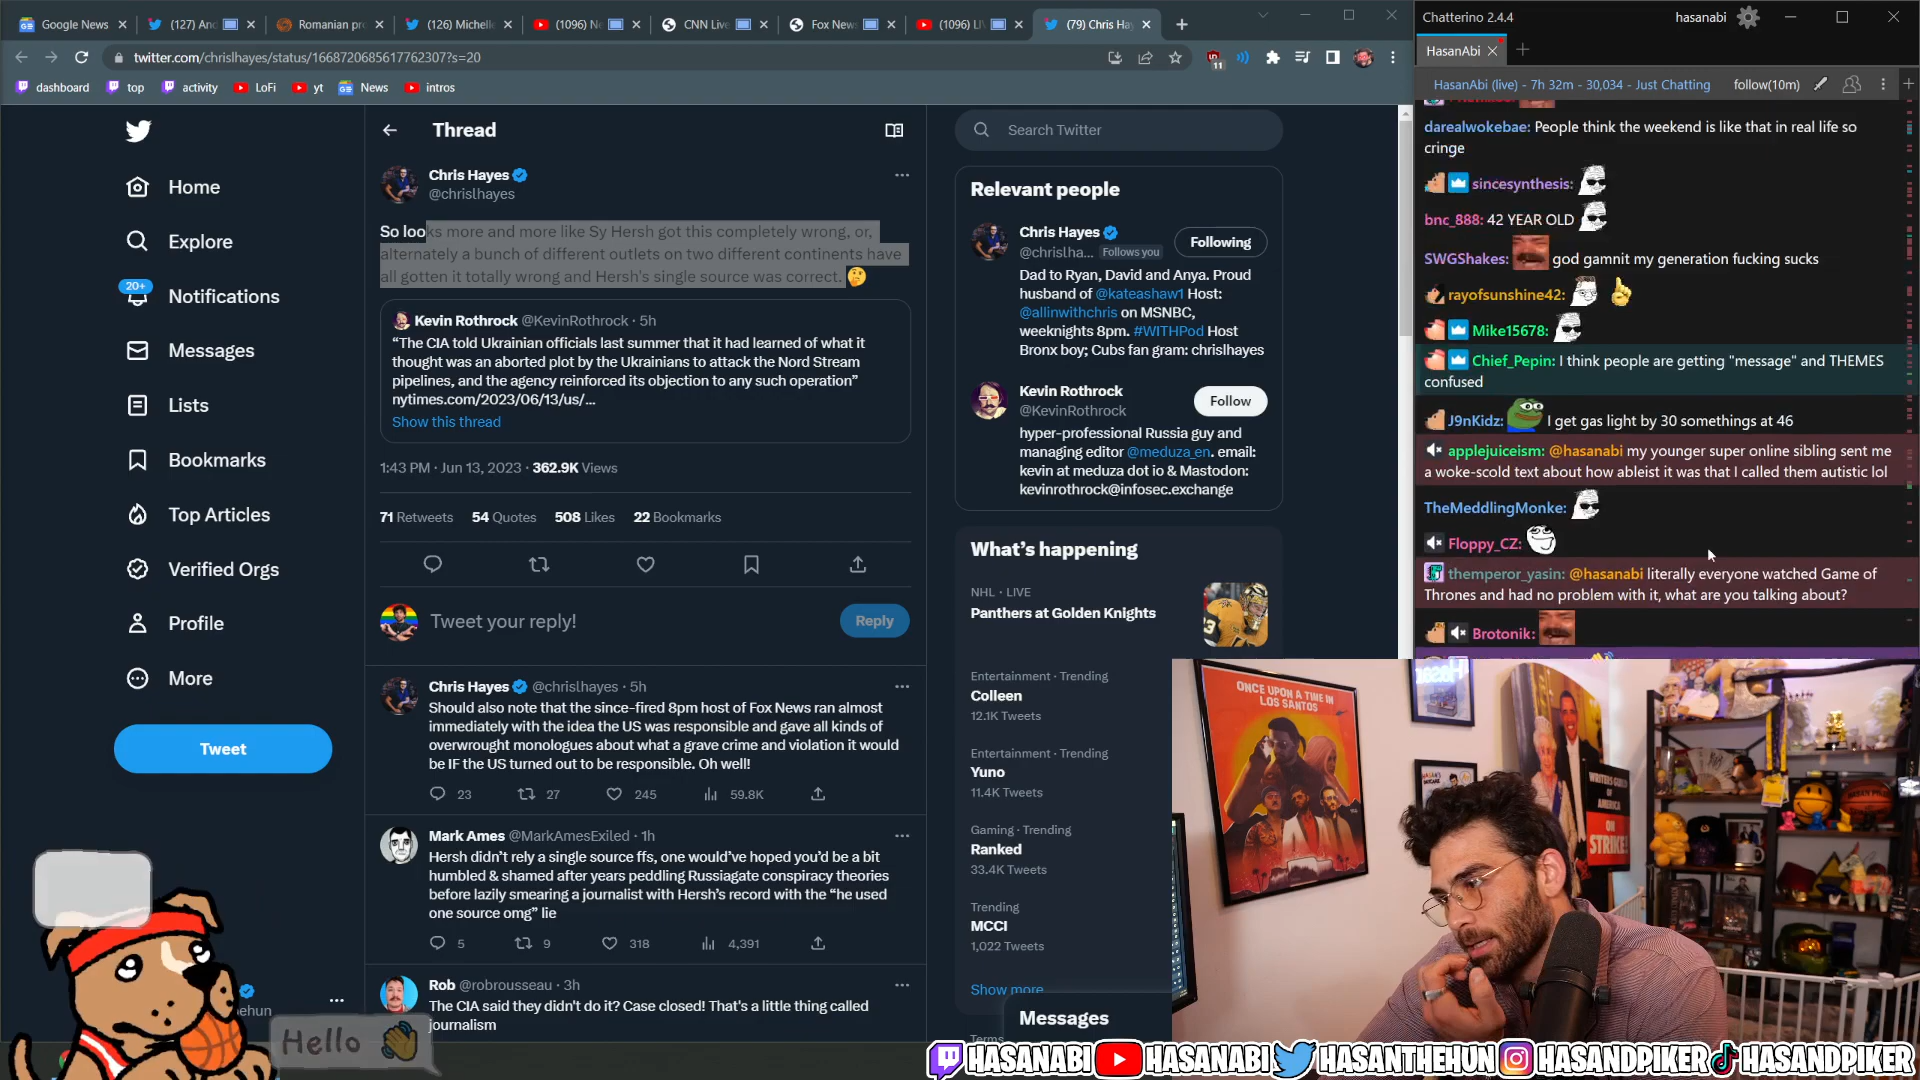 Google News
(127) An
Romanian pr
(126) Michelle
(1096) N
CNN Live
Fox News
(1096) LI
(79) Chris Ha
twitter.com/chrislhayes/status/1668720685617762307?s=20
11
dashboard
top
activity
LoFi
yt
News
intros
Home
Explore
20+
Notifications
Messages
Lists
Bookmarks
Top Articles
Verified Orgs
Profile
More
Tweet
Hello
Thread
Chris Hayes
@chrislhayes
So looks more and more like Sy Hersh got this completely wrong, or,
alternately a bunch of different outlets on two different continents have
all gotten it totally wrong and Hersh's single source was correct. 🤔
Kevin Rothrock @KevinRothrock · 5h
“The CIA told Ukrainian officials last summer that it had learned of what it
thought was an aborted plot by the Ukrainians to attack the Nord Stream
pipelines, and the agency reinforced its objection to any such operation”
nytimes.com/2023/06/13/us/...
Show this thread
1:43 PM · Jun 13, 2023 · 362.9K Views
71 Retweets 54 Quotes 508 Likes 22 Bookmarks
Tweet your reply!
Reply
Chris Hayes @chrislhayes · 5h
Should also note that the since-fired 8pm host of Fox News ran almost
immediately with the idea the US was responsible and gave all kinds of
overwrought monologues about what a grave crime and violation it would
be IF the US turned out to be responsible. Oh well!
23 27 245 59.8K
Mark Ames @MarkAmesExiled · 1h
Hersh didn’t rely a single source ffs, one would’ve hoped you’d be a bit
humbled & shamed after years peddling Russiagate conspiracy theories
before lazily smearing a journalist with Hersh’s record with the “he used
one source omg” lie
5 9 318 4,391
Rob @robrousseau · 3h
The CIA said they didn't do it? Case closed! That's a little thing called
journalism
Search Twitter
Relevant people
Chris Hayes
@chrislha... Follows you
Following
Dad to Ryan, David and Anya. Proud
husband of @kateashaw1 Host:
@allinwithchris on MSNBC,
weeknights 8pm. #WITHPod Host
Bronx boy; Cubs fan gram: chrislhayes
Kevin Rothrock
@KevinRothrock
Follow
hyper-professional Russia guy and
managing editor @meduza_en. email:
kevin at meduza dot io & Mastodon:
kevinrothrock@infosec.exchange
What’s happening
NHL · LIVE
Panthers at Golden Knights
Entertainment · Trending
Colleen
12.1K Tweets
Entertainment · Trending
Yuno
11.4K Tweets
Gaming · Trending
Ranked
33.4K Tweets
Trending
MCCI
1,022 Tweets
Show more
Messages
Chatterino 2.4.4
hasanabi
HasanAbi
HasanAbi (live) - 7h 32m - 30,034 - Just Chatting
follow(10m)
darealwokebae: People think the weekend is like that in real life so
cringe
sincesynthesis:
bnc_888: 42 YEAR OLD
SWGShakes: god gamnit my generation fucking sucks
rayofsunshine42:
Mike15678:
Chief_Pepin: I think people are getting "message" and THEMES
confused
J9nKidz: I get gas light by 30 somethings at 46
applejuiceism: @hasanabi my younger super online sibling sent me
a woke-scold text about how ableist it was that I called them autistic lol
TheMeddlingMonke:
Floppy_CZ:
themperor_yasin: @hasanabi literally everyone watched Game of
Thrones and had no problem with it, what are you talking about?
Brotonik:
ONCE UPON A TIME IN
LOS SANTOS
WRITERS GUILD
OF AMERICA
ON
STRIKE!
HASANABI HASANABI HASANTHEHUN HASANDPIKER HASANDPIKER